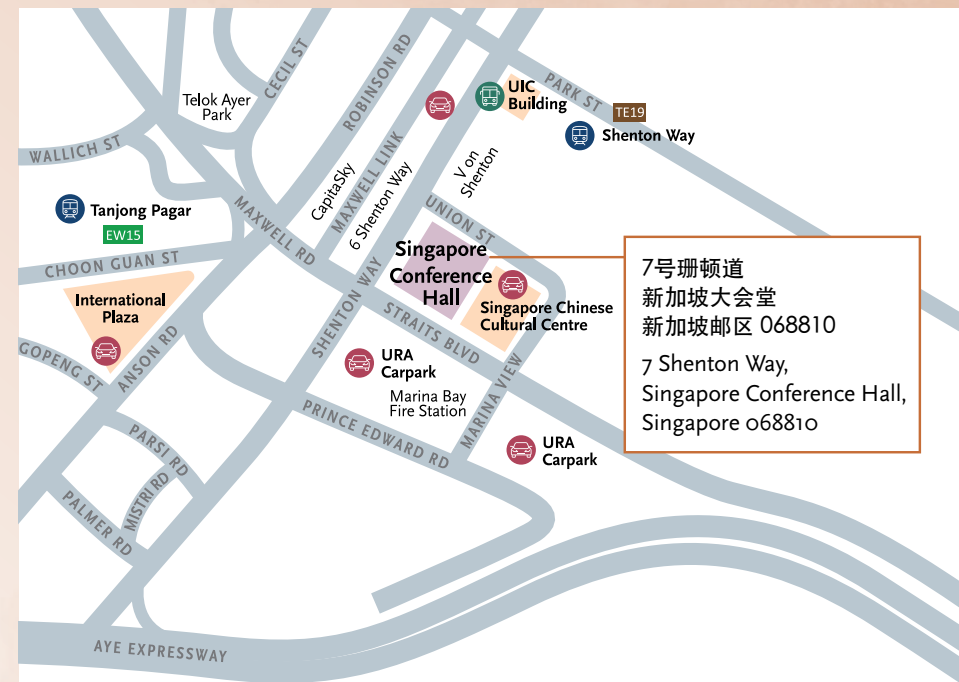 CECIL ST
ROBINSON RD
Telok Ayer
Park
UIC
Building
PARK ST
TE19
Shenton Way
WALLICH ST
MAXWELL LINK
CapitaSky
6 Shenton Way
V on
Shenton
Tanjong Pagar
EW15
MAXWELL RD
UNION ST
CHOON GUAN ST
Singapore
Conference
Hall
7号珊顿道
新加坡大会堂
新加坡邮区 068810
7 Shenton Way,
Singapore Conference Hall,
Singapore 068810
International
Plaza
SHENTON WAY
STRAITS BLVD
Singapore Chinese
Cultural Centre
GOPENG ST
ANSON RD
URA
Carpark
Marina Bay
Fire Station
MARINA VIEW
PRINCE EDWARD RD
URA
Carpark
PARSI RD
MISTRI RD
PALMER RD
AYE EXPRESSWAY